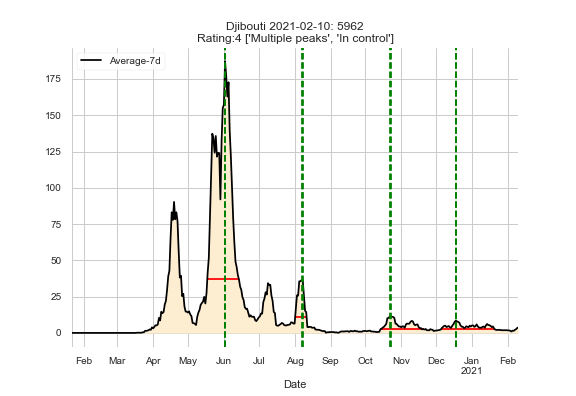 Djibouti 2021-02-10: 5962
Rating:4 ['Multiple peaks', 'In control']
Average-7d
175
150
125
100
75
50
25
0
Feb Mar Apr May Jun Jul Aug Sep Oct Nov Dec Jan Feb
2021
Date